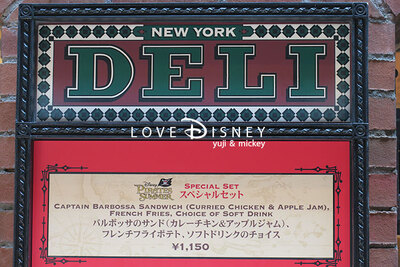 NEW YORK
DELI
LOVE DISNEY
yuji & mickey
Disney
PIRATES
SUMMER
SPECIAL SET
スペシャルセット
CAPTAIN BARBOSSA SANDWICH (CURRIED CHICKEN & APPLE JAM),
FRENCH FRIES, CHOICE OF SOFT DRINK
バルボッサのサンド(カレーチキン&アップルジャム)、
フレンチフライポテト、ソフトドリンクのチョイス
¥1,150